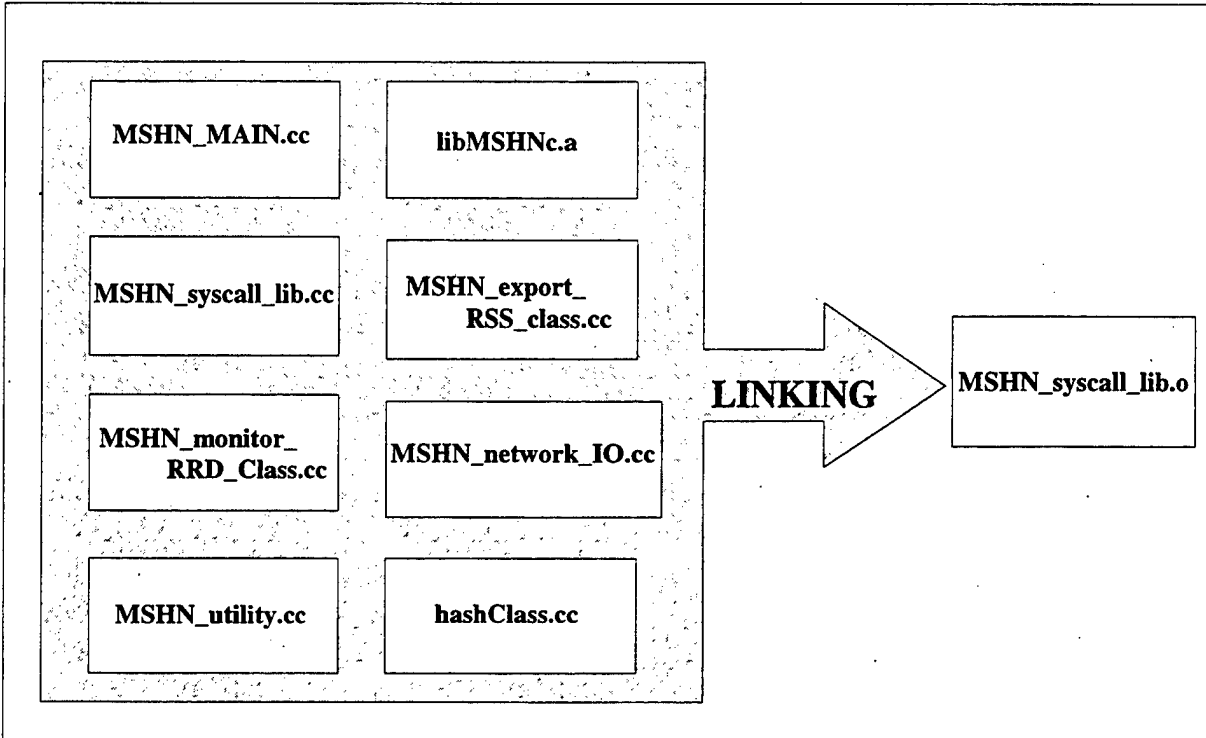 MSHN_MAIN.cc
libMSHNc.a
MSHN_syscall_lib.cc
MSHN_export_
RSS_class.cc
MSHN_monitor_
RRD_Class.cc
MSHN_network_IO.cc
MSHN_utility.cc
hashClass.cc
LINKING
MSHN_syscall_lib.o